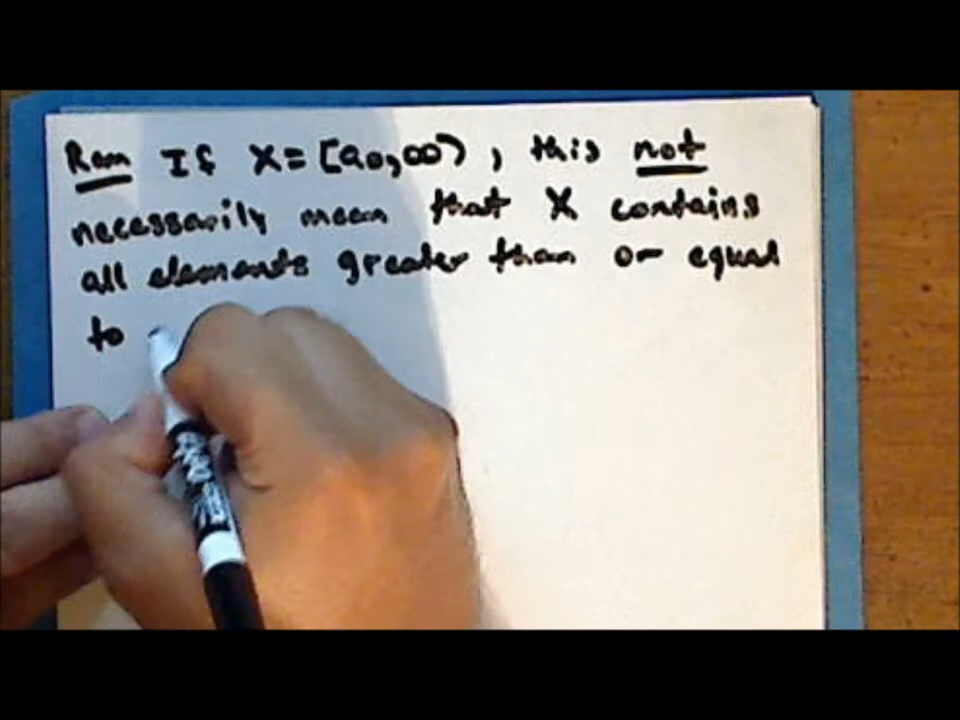 Rem If X = [a₀,∞), this not
necessarily mean that X contains
all elements greater than or equal
to